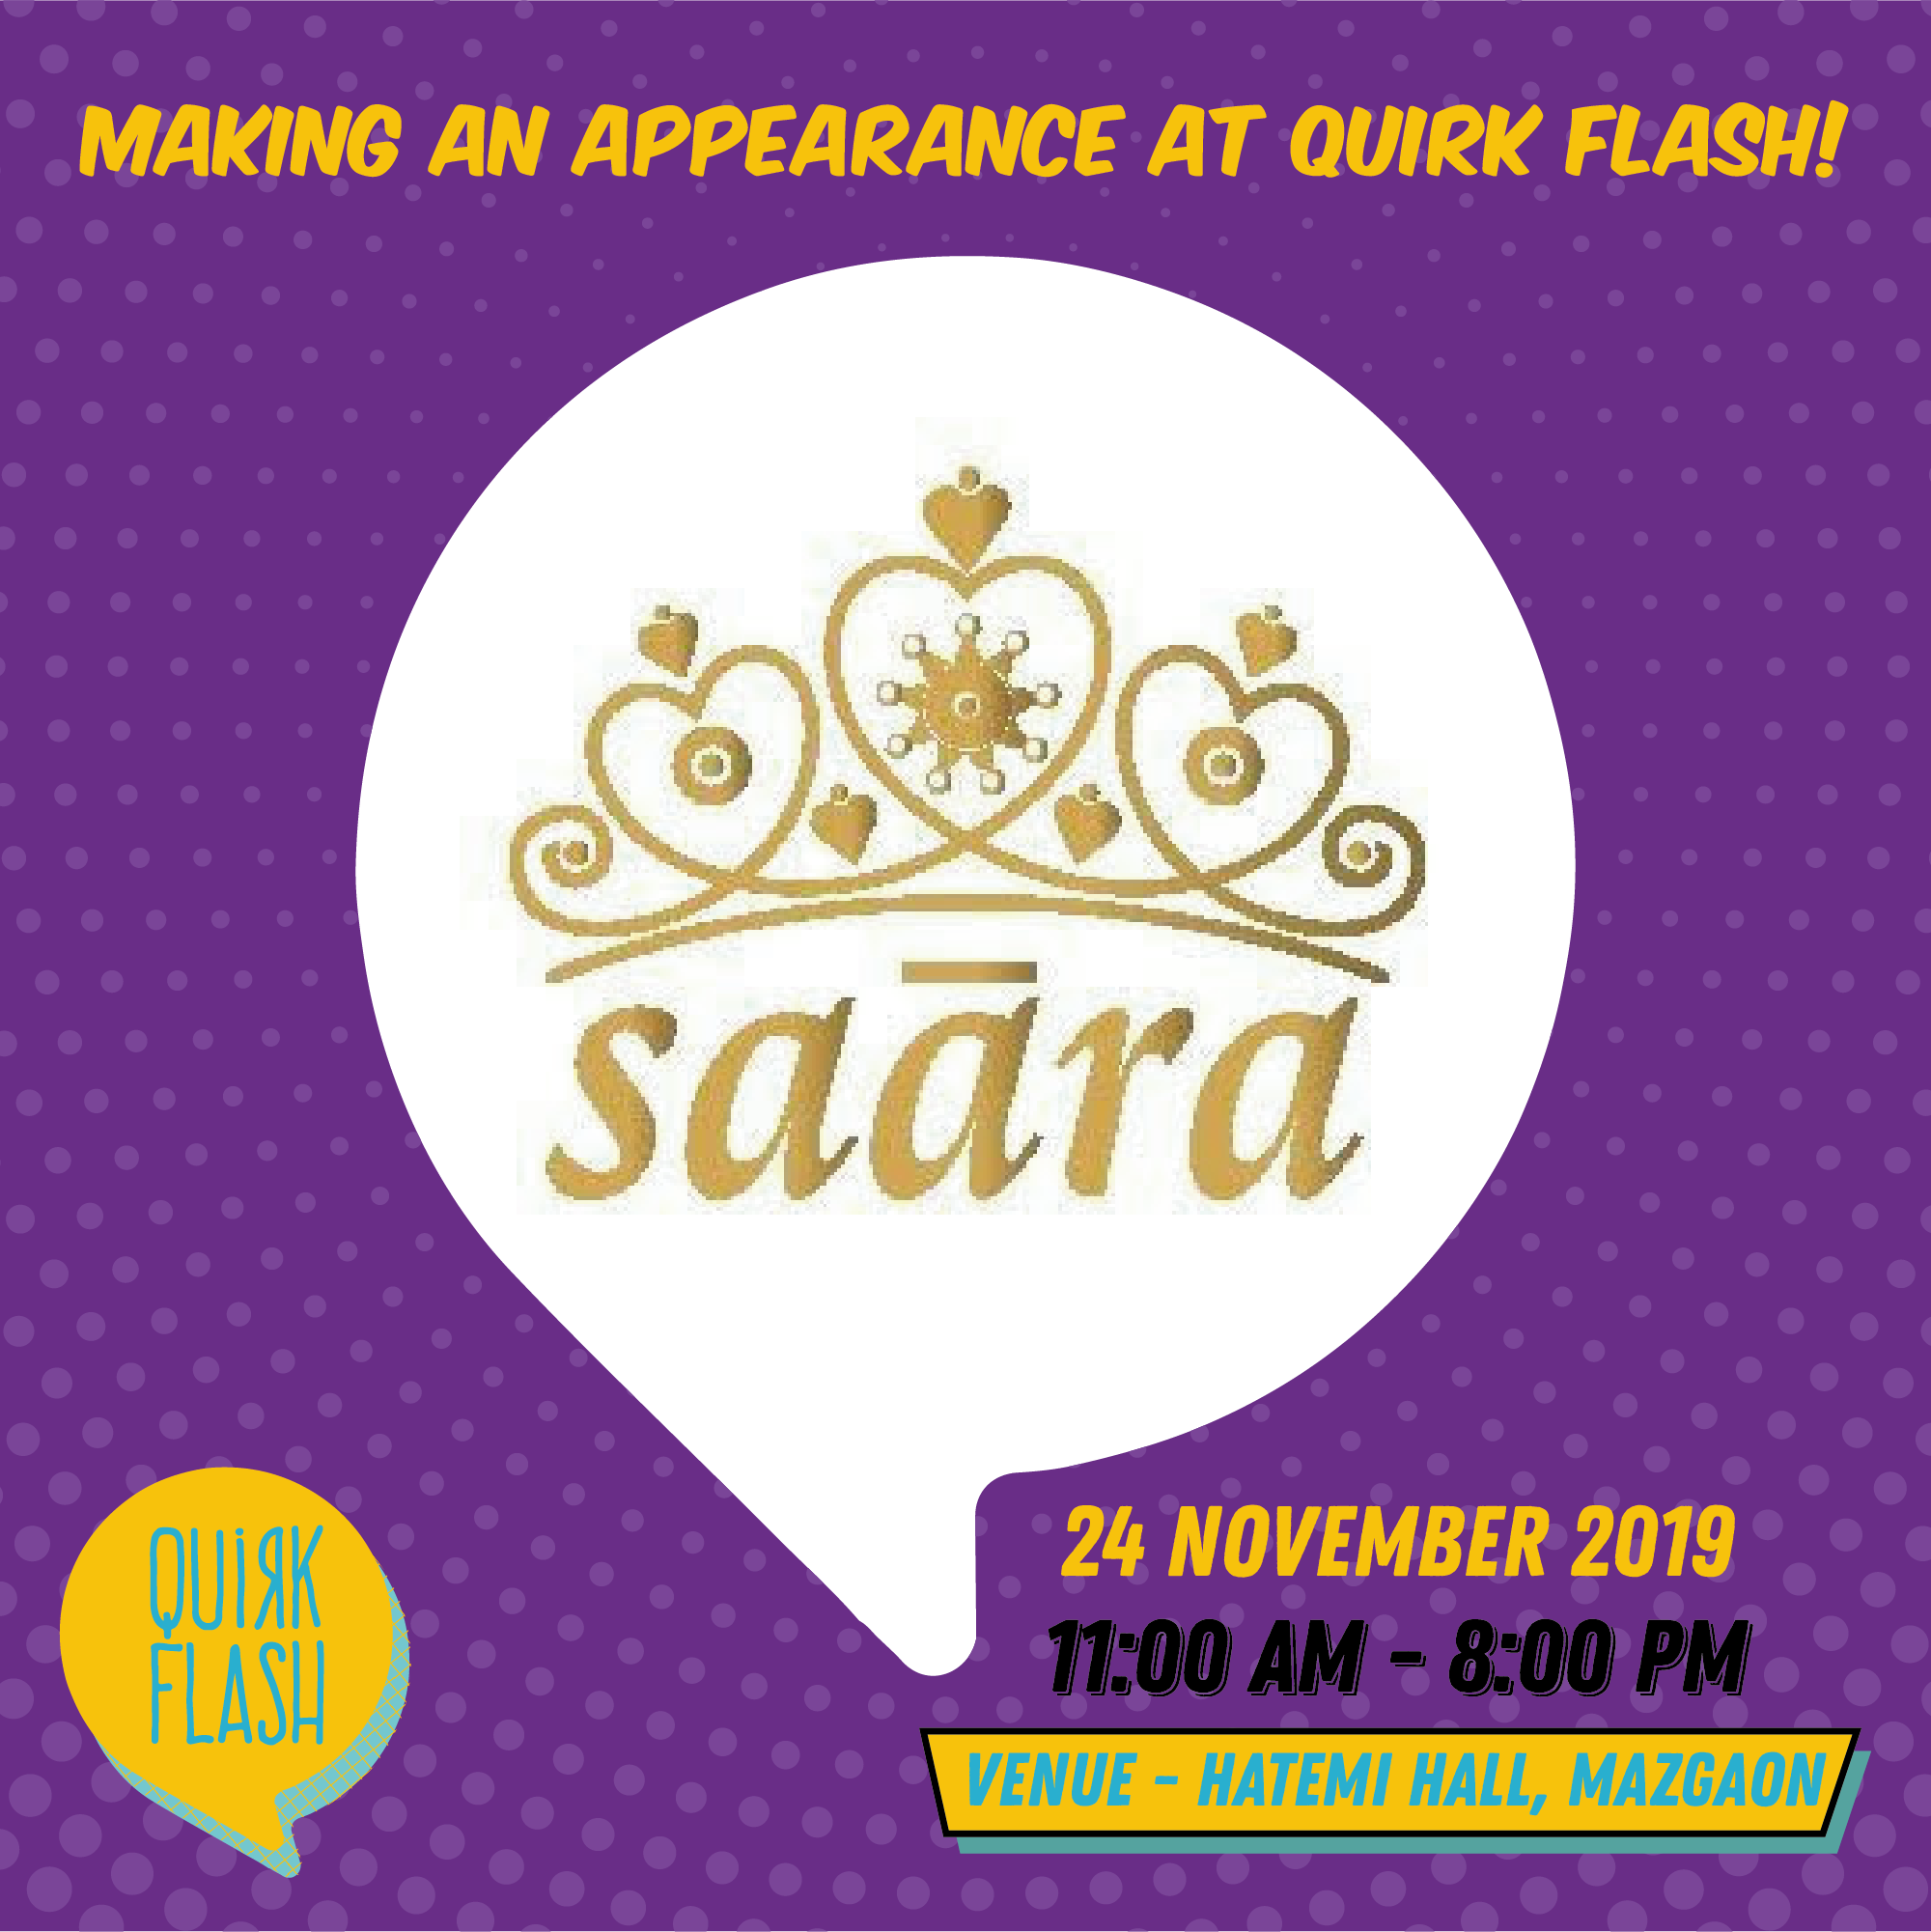 MAKING AN APPEARANCE AT QUIRK FLASH!
saāra
24 NOVEMBER 2019
11:00 AM - 8:00 PM
VENUE - HATEMI HALL, MAZGAON
QUIRK
FLASH